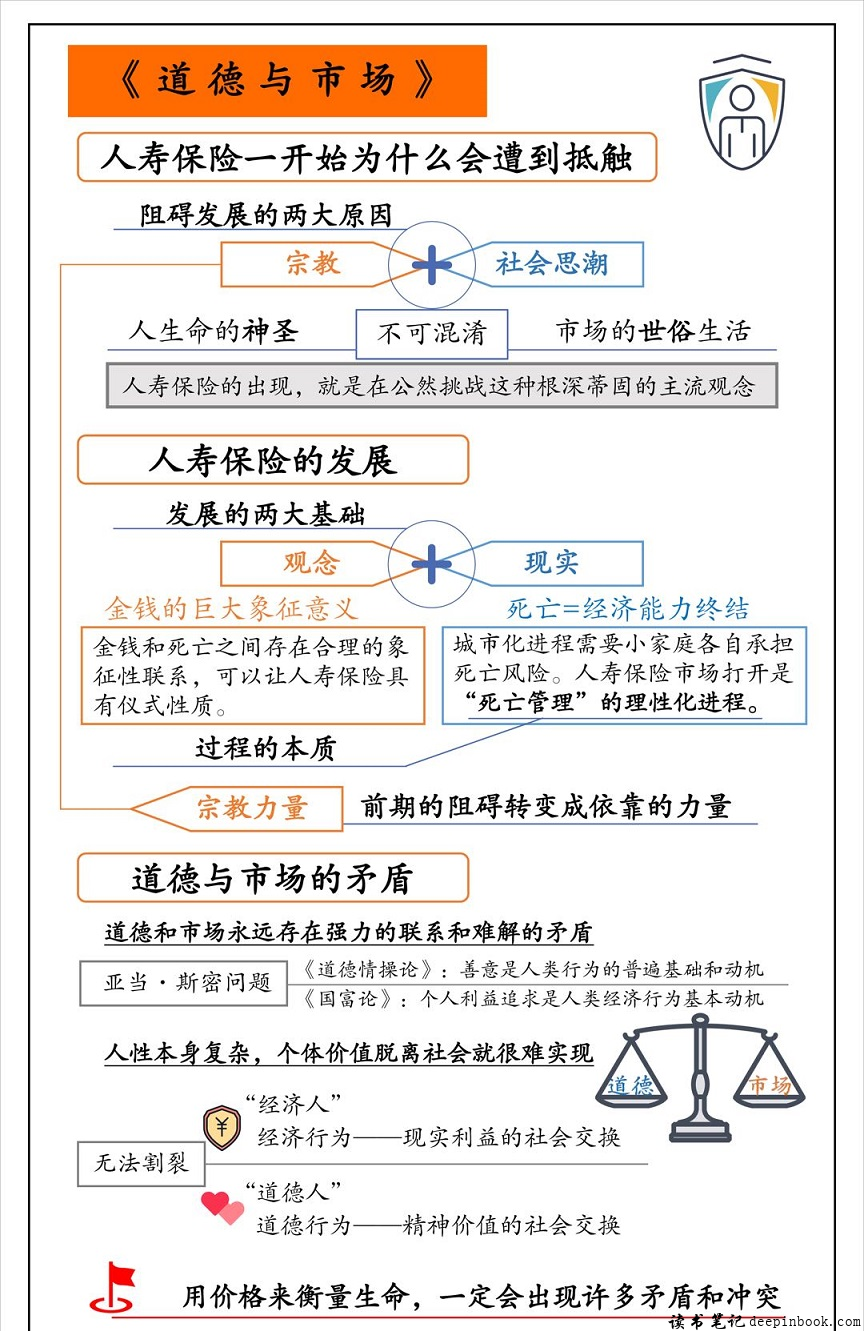 《道德与市场》
人寿保险一开始为什么会遭到抵触
阻碍发展的两大原因
宗教
社会思潮
人生命的神圣
不可混淆
市场的世俗生活
人寿保险的出现，就是在公然挑战这种根深蒂固的主流观念
人寿保险的发展
发展的两大基础
观念
现实
金钱的巨大象征意义
死亡=经济能力终结
金钱和死亡之间存在合理的象
征性联系，可以让人寿保险具
有仪式性质。
城市化进程需要小家庭各自承担
死亡风险。人寿保险市场打开是
“死亡管理”的理性化进程。
过程的本质
宗教力量
前期的阻碍转变成依靠的力量
道德与市场的矛盾
道德和市场永远存在强力的联系和难解的矛盾
亚当·斯密问题
《道德情操论》：善意是人类行为的普遍基础和动机
《国富论》：个人利益追求是人类经济行为基本动机
人性本身复杂，个体价值脱离社会就很难实现
道德
市场
“经济人”
¥
经济行为——现实利益的社会交换
无法割裂
“道德人”
道德行为——精神价值的社会交换
用价格来衡量生命，一定会出现许多矛盾和冲突
读书笔记deepinbook.com